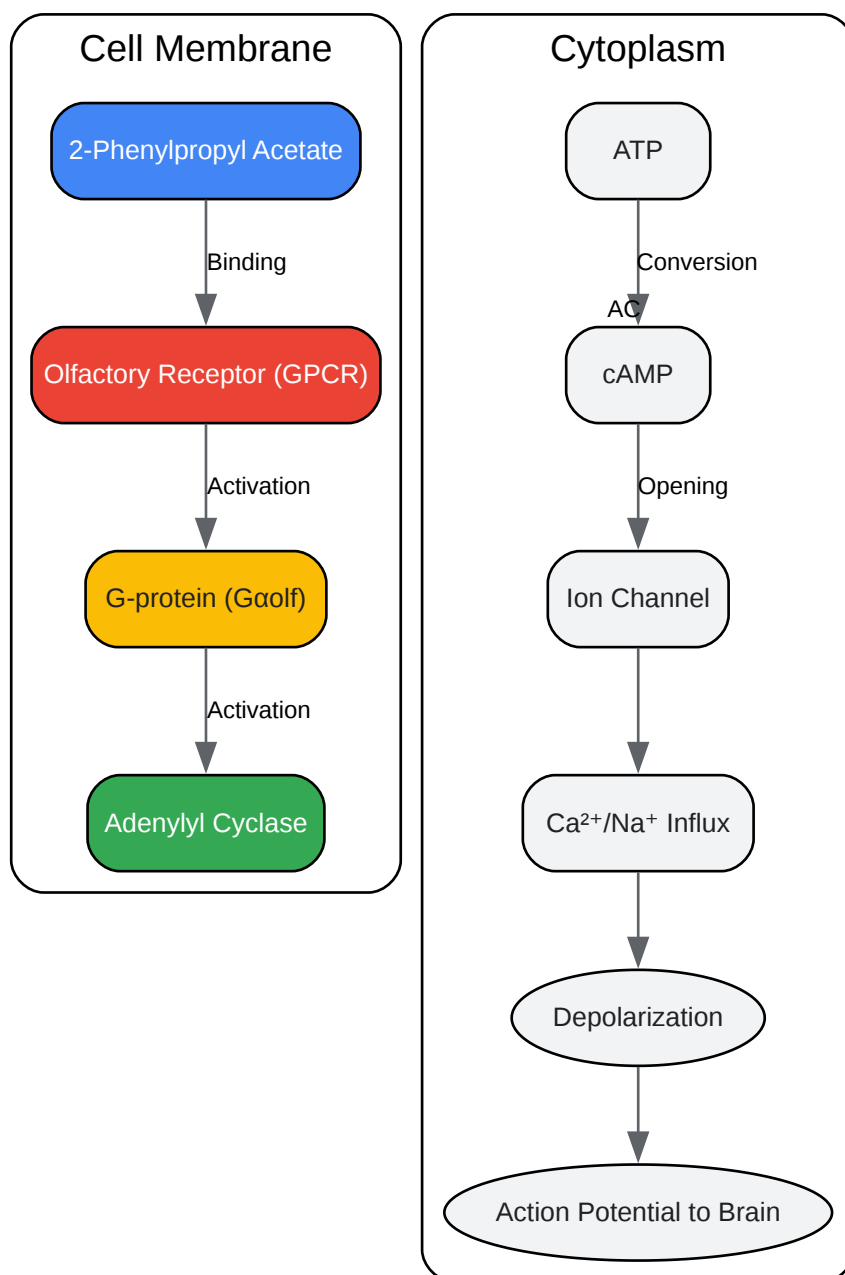 Cell Membrane
2-Phenylpropyl Acetate
Binding
Olfactory Receptor (GPCR)
Activation
G-protein (Gαolf)
Activation
Adenylyl Cyclase
Cytoplasm
ATP
Conversion
AC
cAMP
Opening
Ion Channel
Ca²⁺/Na⁺ Influx
Depolarization
Action Potential to Brain